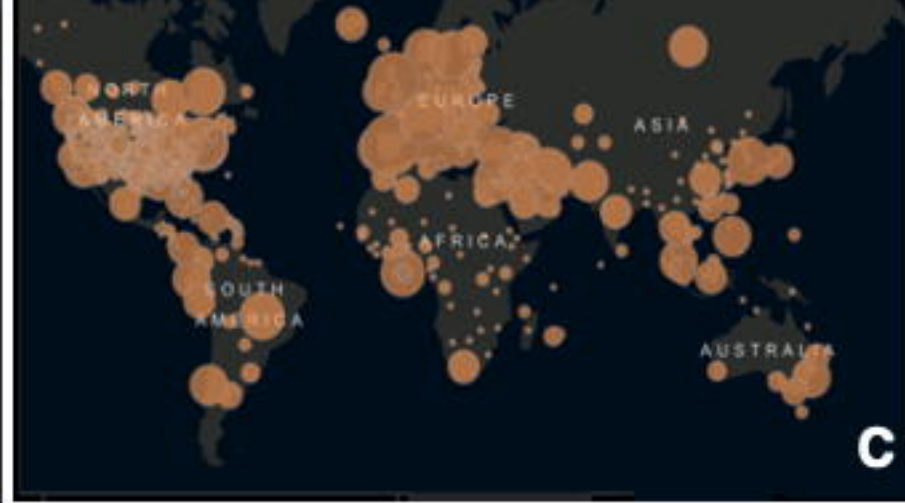 NORTH
AMERICA
EUROPE
ASIA
AFRICA
SOUTH
AMERICA
AUSTRALIA
C